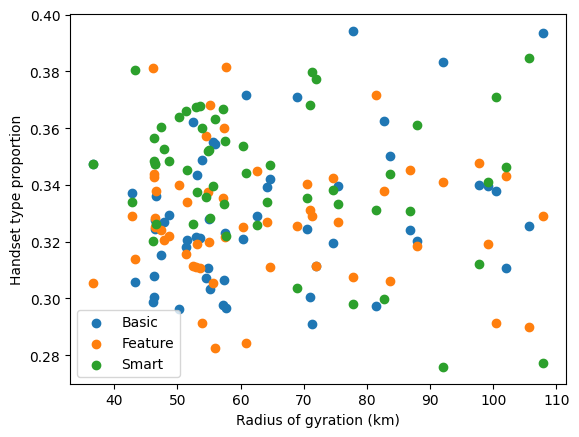 0.40
0.38
0.36
0.34
0.32
0.30
0.28
Handset type proportion
Basic
Feature
Smart
40 50 60 70 80 90 100 110
Radius of gyration (km)